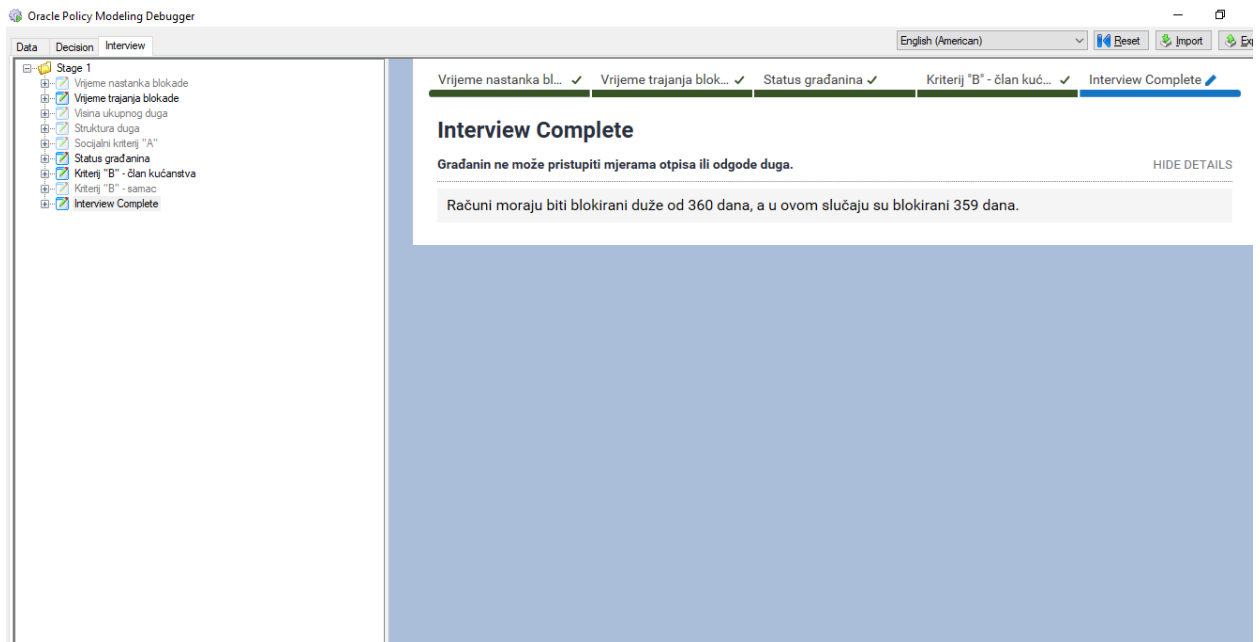 Oracle Policy Modeling Debugger
Data Decision Interview
English (American) Reset Import Exp
Stage 1
Vrijeme nastanka blokade
Vrijeme trajanja blokade
Visina ukupnog duga
Struktura duga
Socijalni kriterij "A"
Status građanina
Kriterij "B" - član kućanstva
Kriterij "B" - samac
Interview Complete
Vrijeme nastanka bl... Vrijeme trajanja blok... Status građanina Kriterij "B" - član kuć... Interview Complete
Interview Complete
Građanin ne može pristupiti mjerama otpisa ili odgode duga. HIDE DETAILS
Računi moraju biti blokirani duže od 360 dana, a u ovom slučaju su blokirani 359 dana.